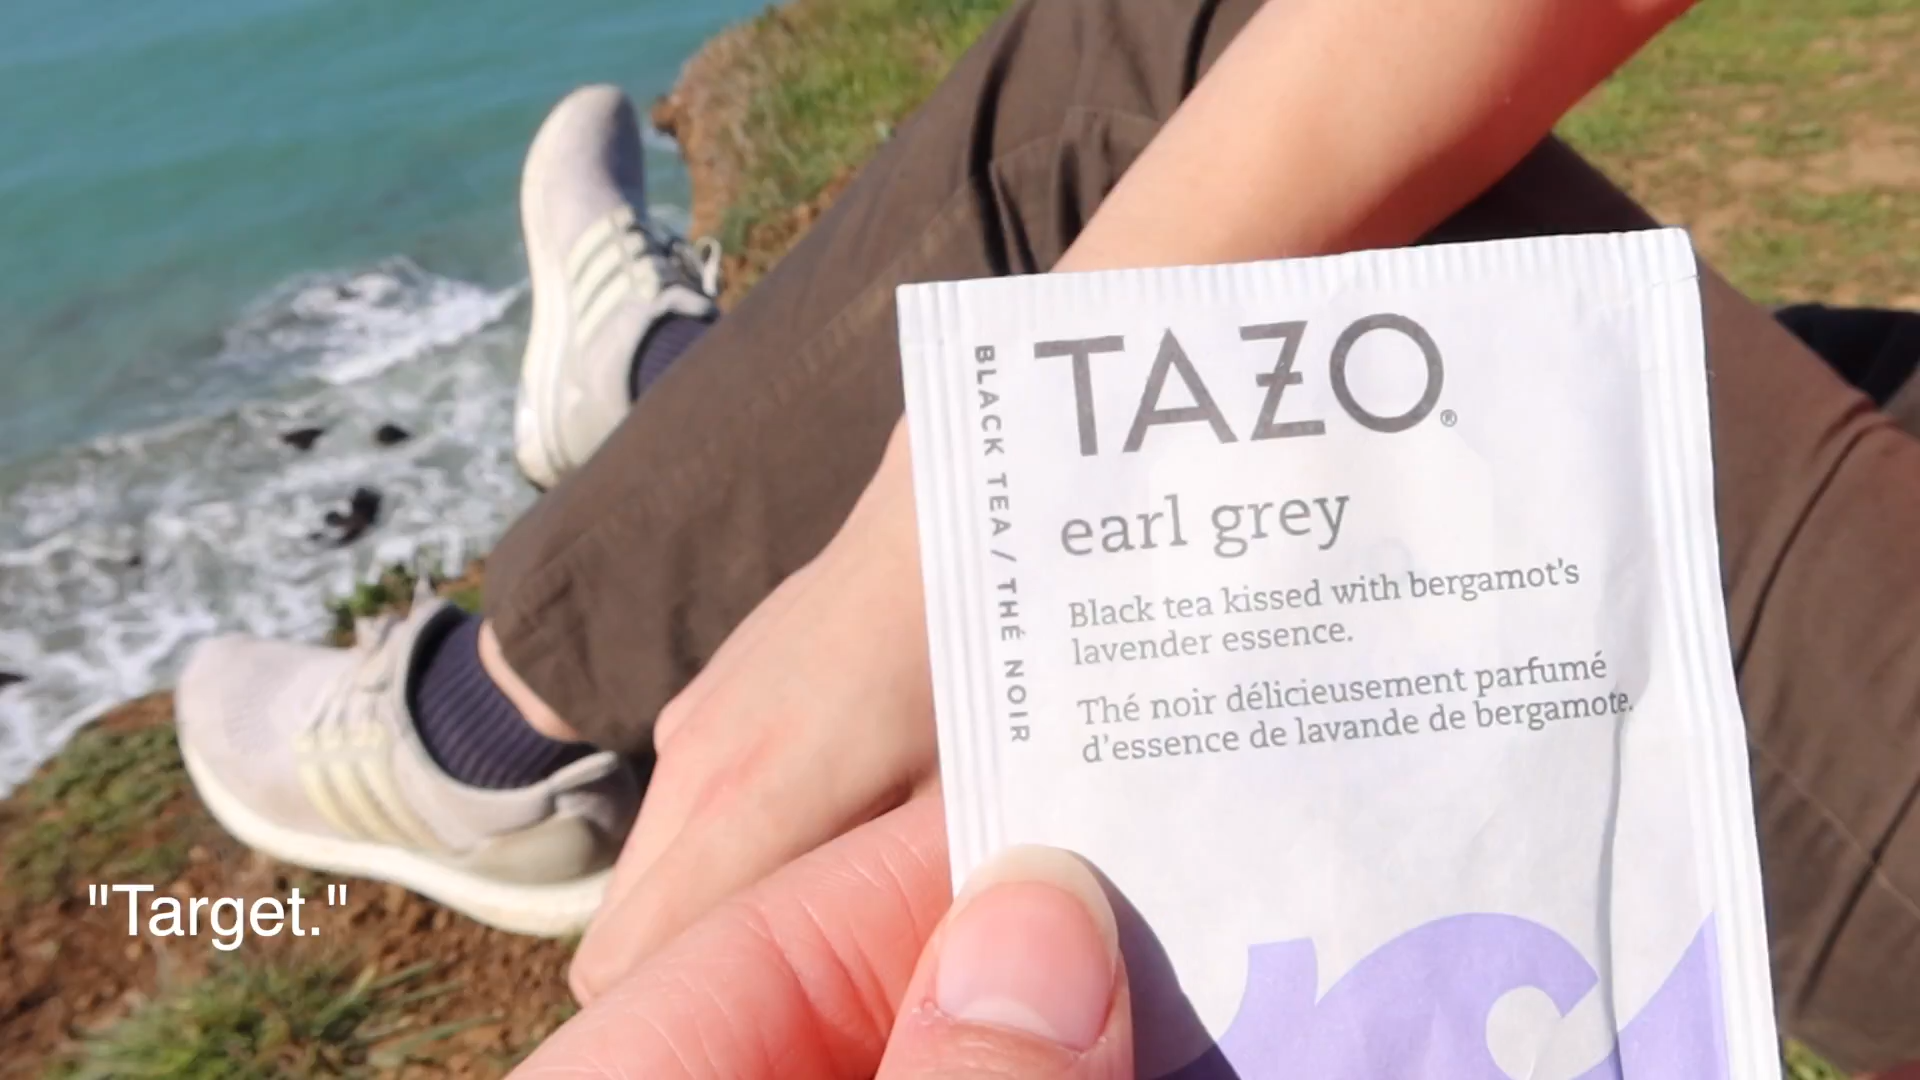 TAZO®
BLACK TEA / THÉ NOIR
earl grey
Black tea kissed with bergamot's
lavender essence.
Thé noir délicieusement parfumé
d'essence de lavande de bergamote.
"Target."